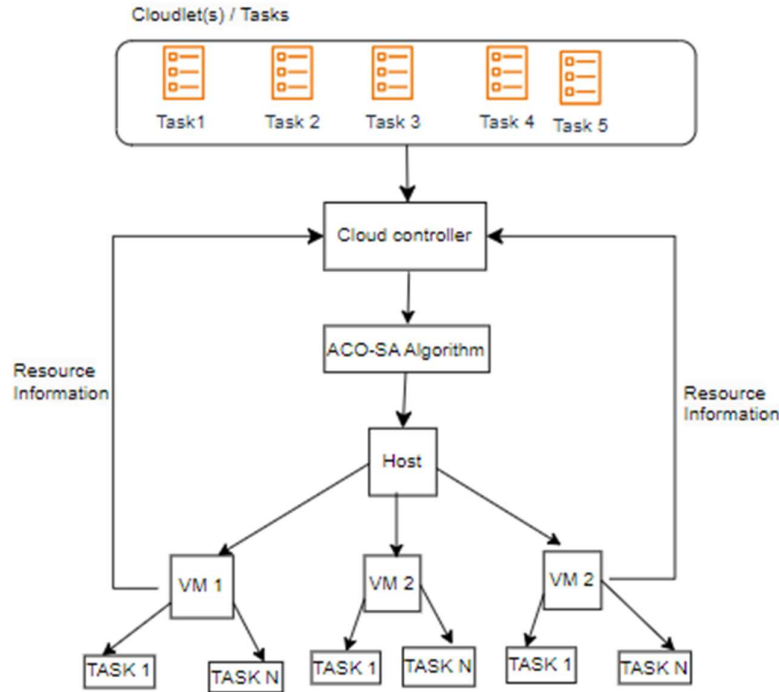 Cloudlet(s) / Tasks
Task1
Task 2
Task 3
Task 4
Task 5
Cloud controller
ACO-SA Algorithm
Resource
Information
Resource
Information
Host
VM 1
VM 2
VM 2
TASK 1
TASK N
TASK 1
TASK N
TASK 1
TASK N